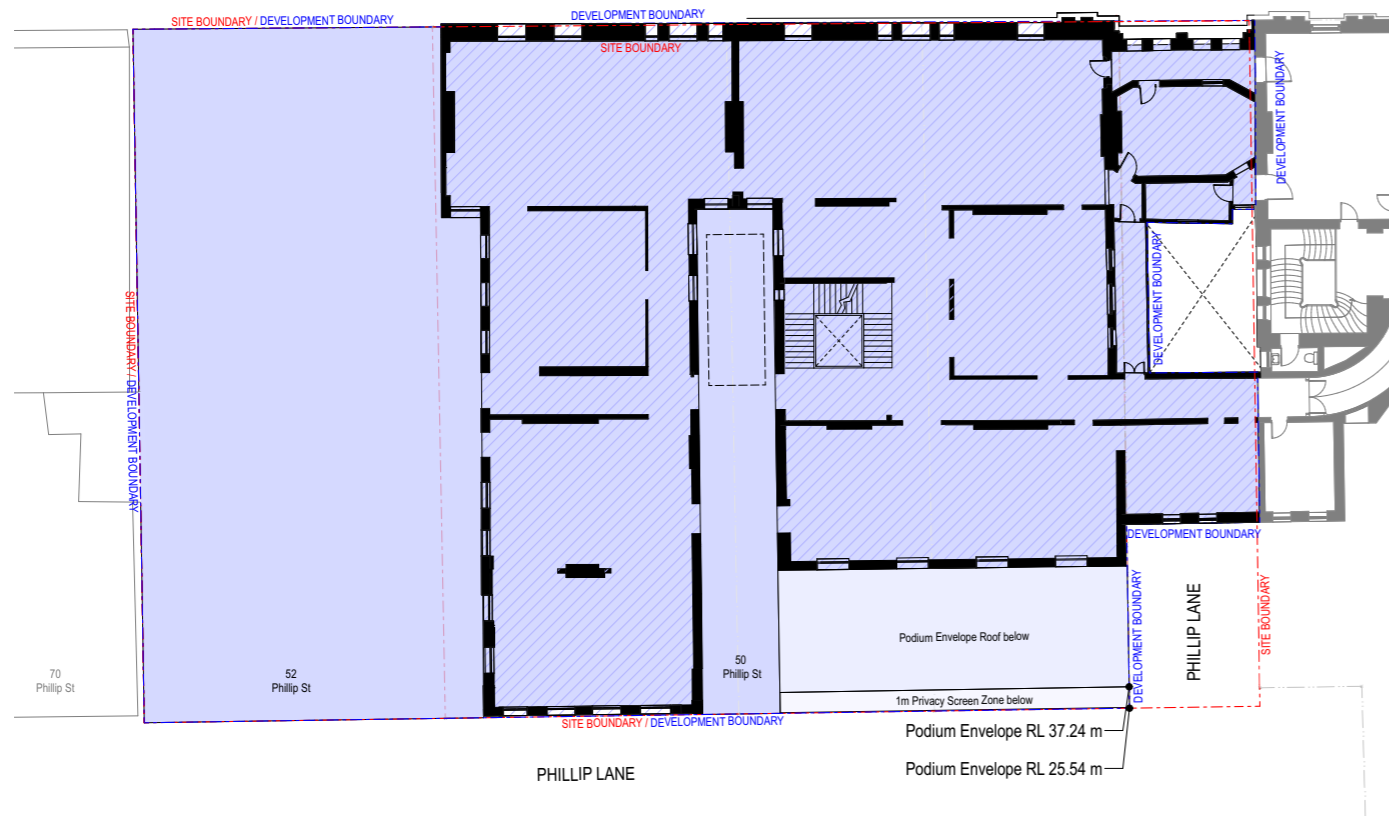 SITE BOUNDARY / DEVELOPMENT BOUNDARY
DEVELOPMENT BOUNDARY
SITE BOUNDARY
DEVELOPMENT BOUNDARY
DEVELOPMENT BOUNDARY
SITE BOUNDARY / DEVELOPMENT BOUNDARY
DEVELOPMENT BOUNDARY
DEVELOPMENT BOUNDARY
PHILLIP LANE
SITE BOUNDARY
Podium Envelope Roof below
50
Phillip St
52
Phillip St
70
Phillip St
1m Privacy Screen Zone below
SITE BOUNDARY / DEVELOPMENT BOUNDARY
Podium Envelope RL 37.24 m
Podium Envelope RL 25.54 m
PHILLIP LANE